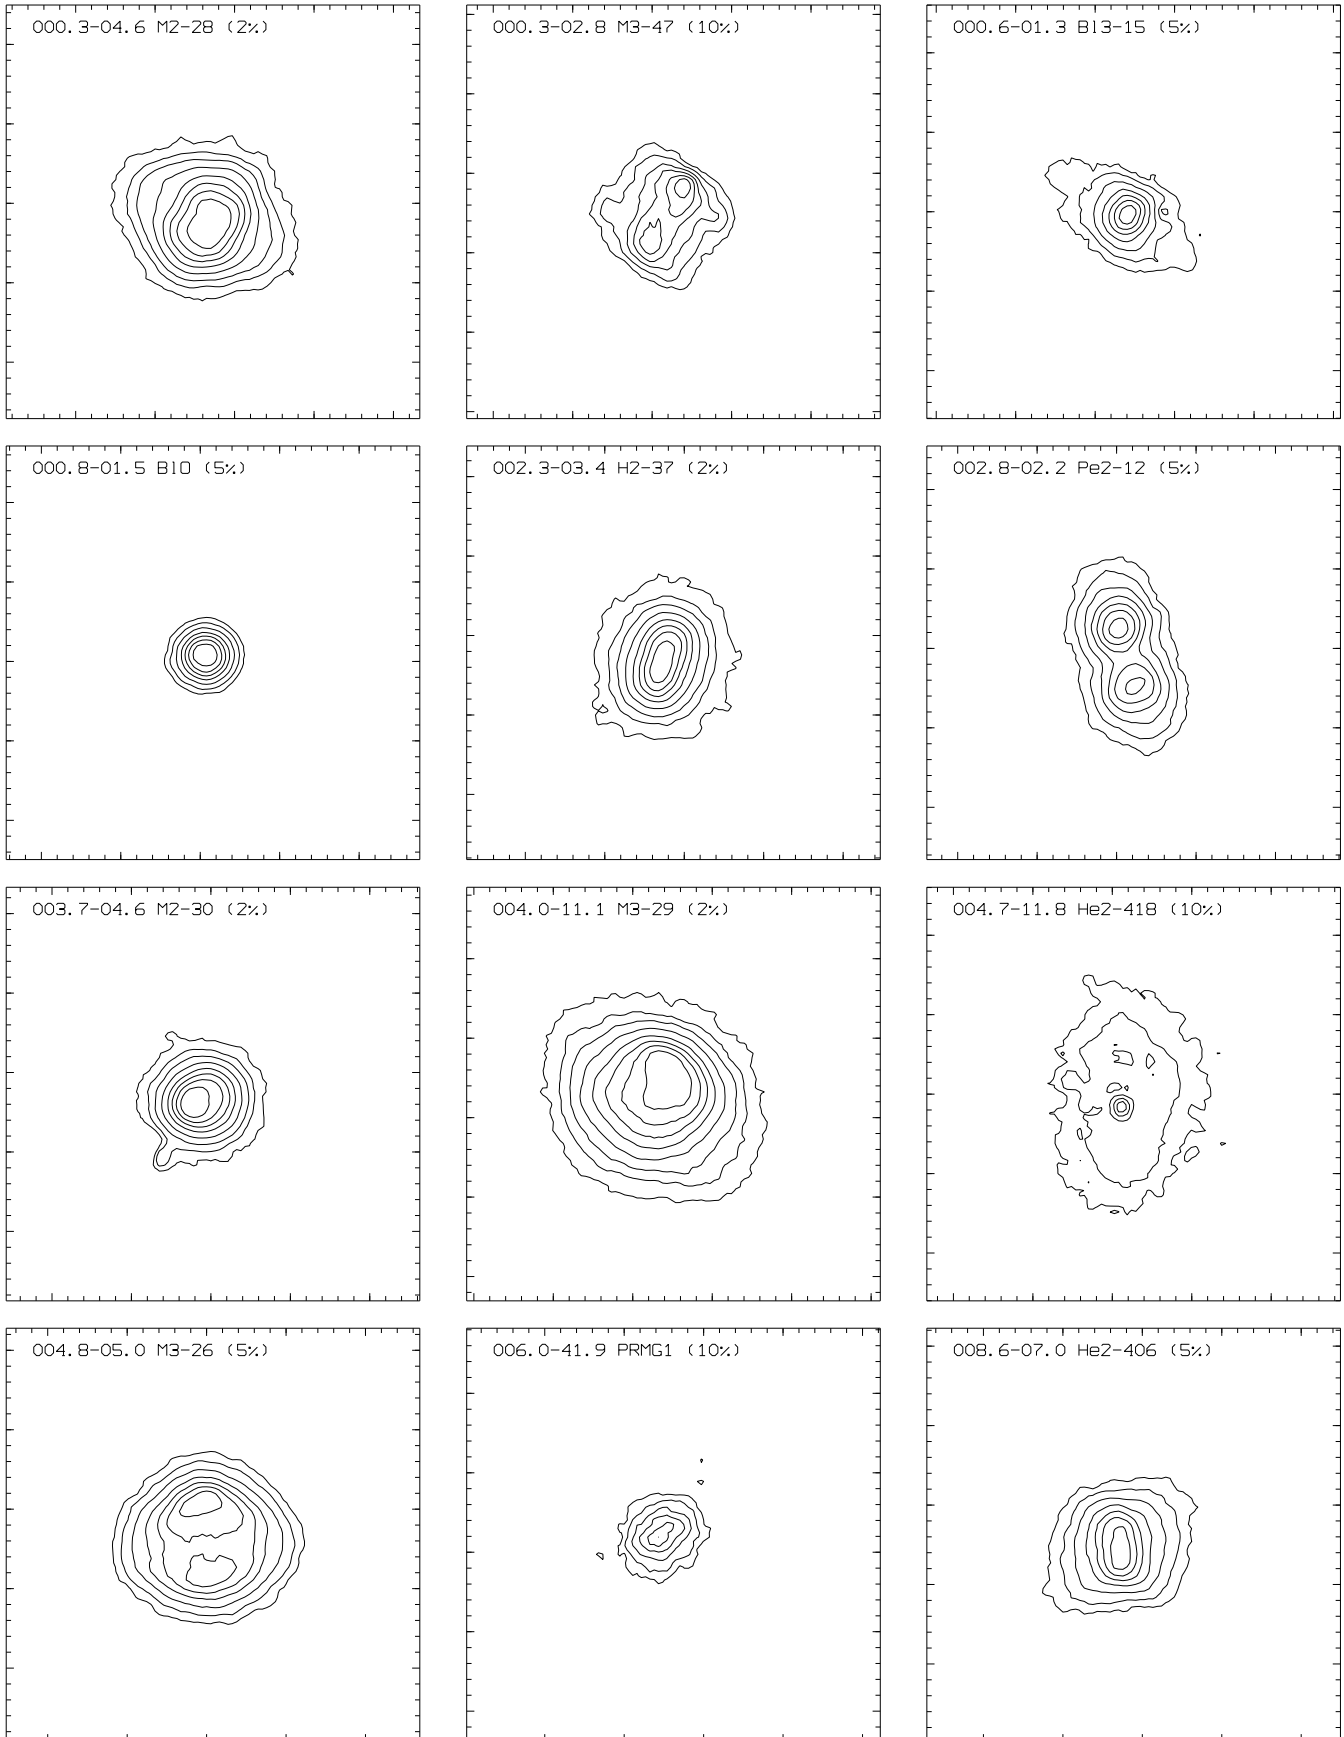 000.3-04.6 M2-28 (2%)
000.3-02.8 M3-47 (10%)
000.6-01.3 Bl3-15 (5%)
000.8-01.5 BlO (5%)
002.3-03.4 H2-37 (2%)
002.8-02.2 Pe2-12 (5%)
003.7-04.6 M2-30 (2%)
004.0-11.1 M3-29 (2%)
004.7-11.8 He2-418 (10%)
004.8-05.0 M3-26 (5%)
006.0-41.9 PRMG1 (10%)
008.6-07.0 He2-406 (5%)